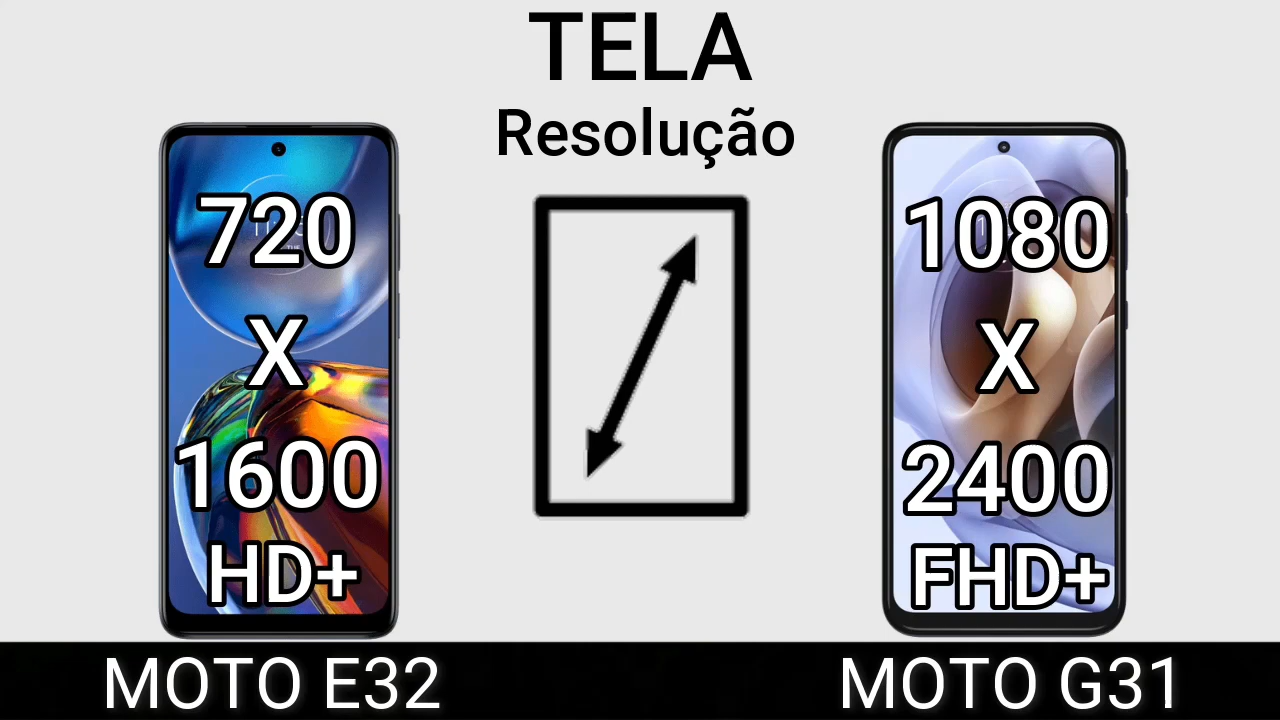 TELA
Resolução
720
X
1600
HD+
1080
X
2400
FHD+
MOTO E32
MOTO G31